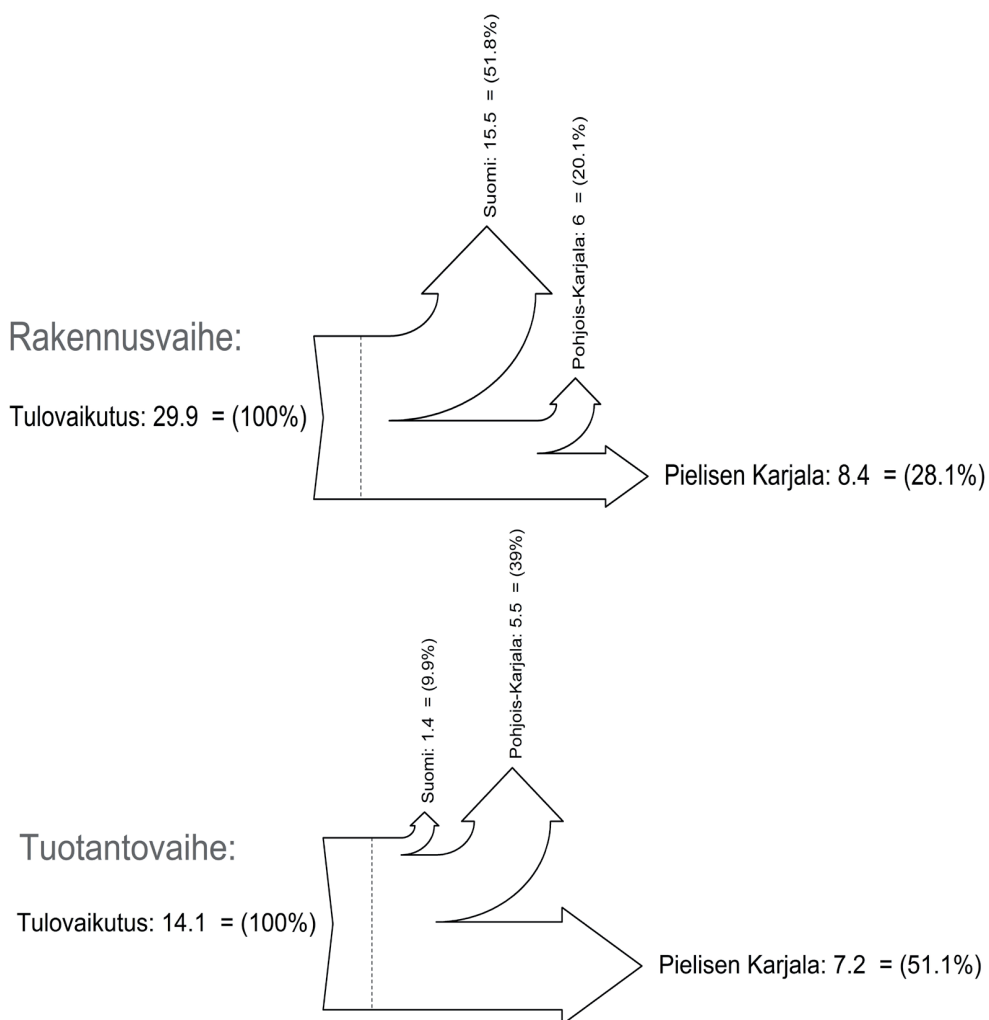 Suomi: 15.5 = (51.8%)
Pohjois-Karjala: 6 = (20.1%)
Rakennusvaihe:
Tulovaikutus: 29.9 = (100%)
Pielisen Karjala: 8.4 = (28.1%)
Pohjois-Karjala: 5.5 = (39%)
Suomi: 1.4 = (9.9%)
Tuotantovaihe:
Tulovaikutus: 14.1 = (100%)
Pielisen Karjala: 7.2 = (51.1%)